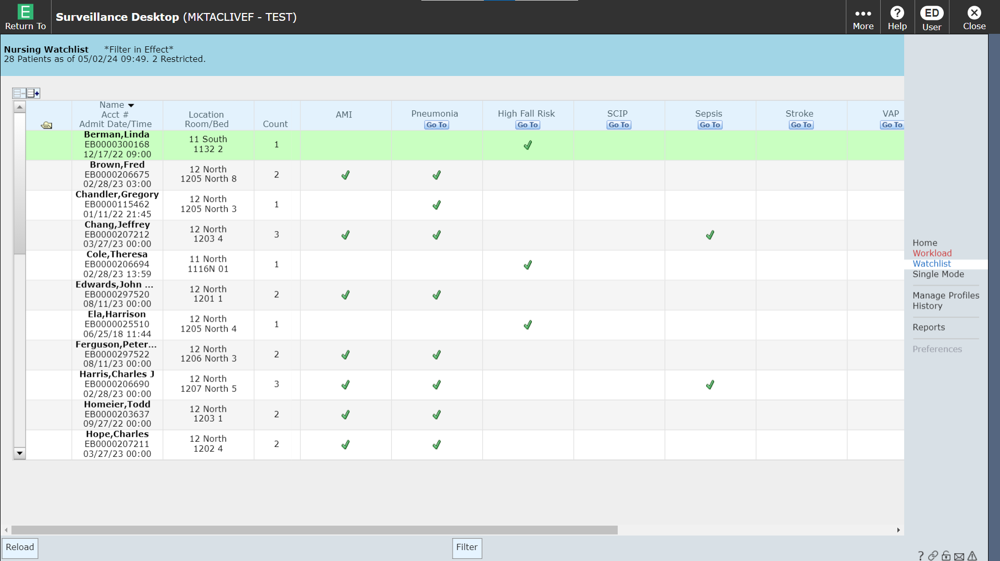 E
Return To
Surveillance Desktop (MKTACLIVEF - TEST)
More
Help
ED
User
Close
Nursing Watchlist *Filter in Effect*
28 Patients as of 05/02/24 09:49. 2 Restricted.
Name
Acct #
Admit Date/Time
Location
Room/Bed
Count
AMI
Pneumonia
Go To
High Fall Risk
Go To
SCIP
Go To
Sepsis
Go To
Stroke
Go To
VAP
Go To
Berman,Linda
EB0000300168
12/17/22 09:00
11 South
1132 2
1
Brown,Fred
EB0000206675
02/28/23 03:00
12 North
1205 North 8
2
Chandler,Gregory
EB0000115462
01/11/22 21:45
12 North
1205 North 3
1
Chang,Jeffrey
EB0000207212
03/27/23 00:00
12 North
1203 4
3
Cole,Theresa
EB0000206694
02/28/23 13:59
11 North
1116N 01
1
Edwards,John ...
EB0000297520
08/11/23 00:00
12 North
1201 1
2
Ela,Harrison
EB0000025510
06/25/18 11:44
12 North
1205 North 4
1
Ferguson,Peter...
EB0000297522
08/11/23 00:00
12 North
1206 North 3
2
Harris,Charles J
EB0000206690
02/28/23 00:00
12 North
1207 North 5
3
Homeier,Todd
EB0000203637
09/27/22 00:00
12 North
1203 1
2
Hope,Charles
EB0000207211
03/27/23 00:00
12 North
1202 4
2
Home
Workload
Watchlist
Single Mode
Manage Profiles
History
Reports
Preferences
Reload
Filter